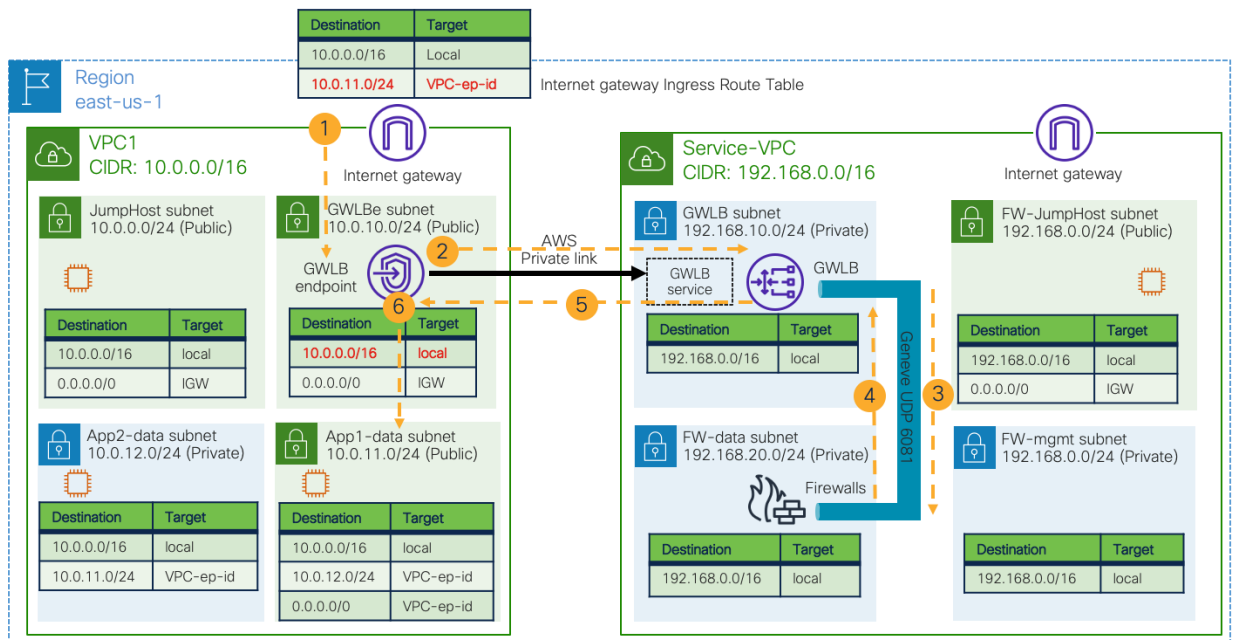 Destination Target
10.0.0.0/16 Local
10.0.11.0/24 VPC-ep-id
Internet gateway Ingress Route Table
Region
east-us-1
1
VPC1
CIDR: 10.0.0.0/16
Internet gateway
Service-VPC
CIDR: 192.168.0.0/16
Internet gateway
JumpHost subnet
10.0.0.0/24 (Public)
Destination Target
10.0.0.0/16 local
0.0.0.0/0 IGW
GWLBe subnet
10.0.10.0/24 (Public)
GWLB
endpoint
2
6
Destination Target
10.0.0.0/16 local
0.0.0.0/0 IGW
AWS
Private link
5
GWLB subnet
192.168.10.0/24 (Private)
GWLB
service
GWLB
Destination Target
192.168.0.0/16 local
Geneve UDP 6081
4
3
FW-JumpHost subnet
192.168.0.0/24 (Public)
Destination Target
192.168.0.0/16 local
0.0.0.0/0 IGW
App2-data subnet
10.0.12.0/24 (Private)
Destination Target
10.0.0.0/16 local
10.0.11.0/24 VPC-ep-id
App1-data subnet
10.0.11.0/24 (Public)
Destination Target
10.0.0.0/16 local
10.0.12.0/24 VPC-ep-id
0.0.0.0/0 VPC-ep-id
FW-data subnet
192.168.20.0/24 (Private)
Firewalls
Destination Target
192.168.0.0/16 local
FW-mgmt subnet
192.168.0.0/24 (Private)
Destination Target
192.168.0.0/16 local